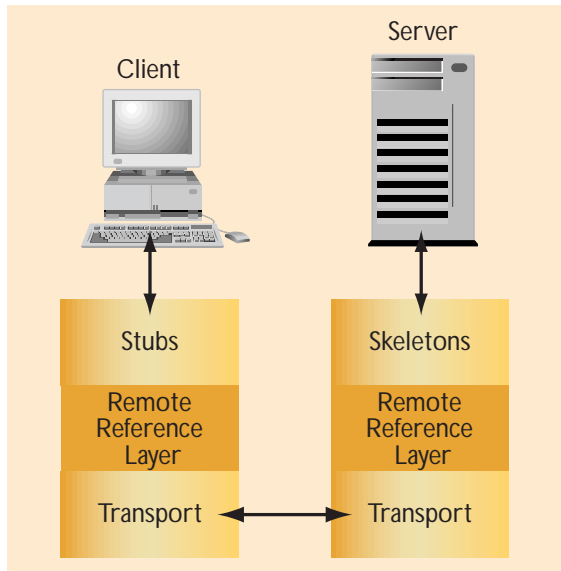 Client
Server
Stubs
Skeletons
Remote
Reference
Layer
Remote
Reference
Layer
Transport
Transport